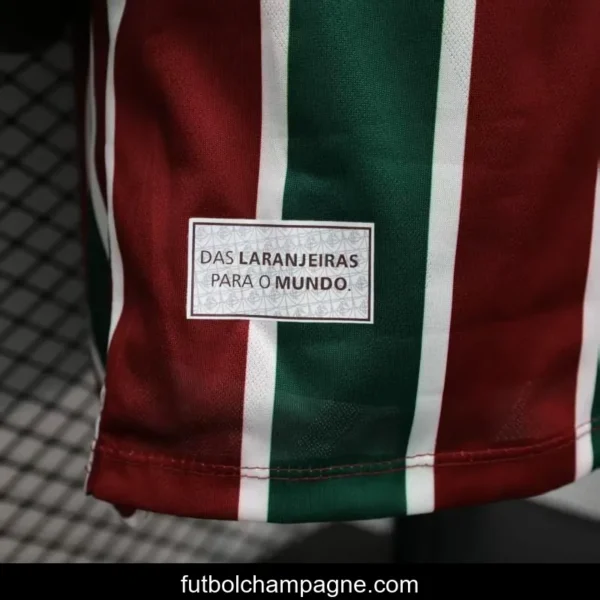 DAS LARANJEIRAS
PARA O MUNDO.
futbolchampagne.com